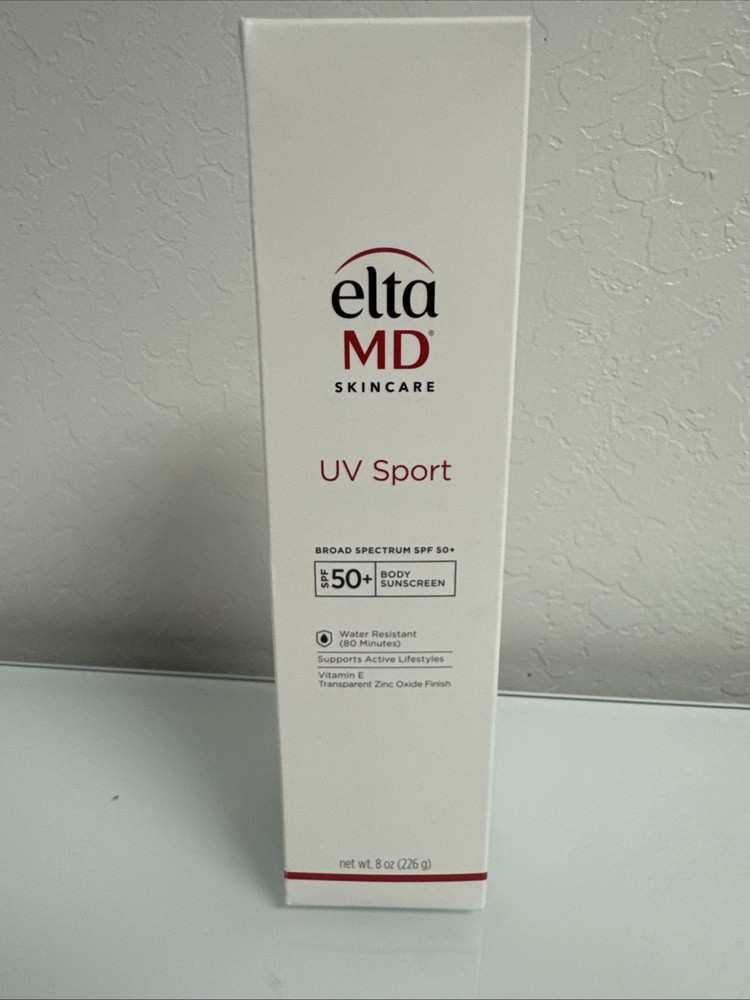 elta
MD®
SKINCARE
UV Sport
BROAD SPECTRUM SPF 50+
SPF 50+ BODY
SUNSCREEN
Water Resistant
(80 Minutes)
Supports Active Lifestyles
Vitamin E
Transparent Zinc Oxide Finish
net wt. 8 oz (226 g)